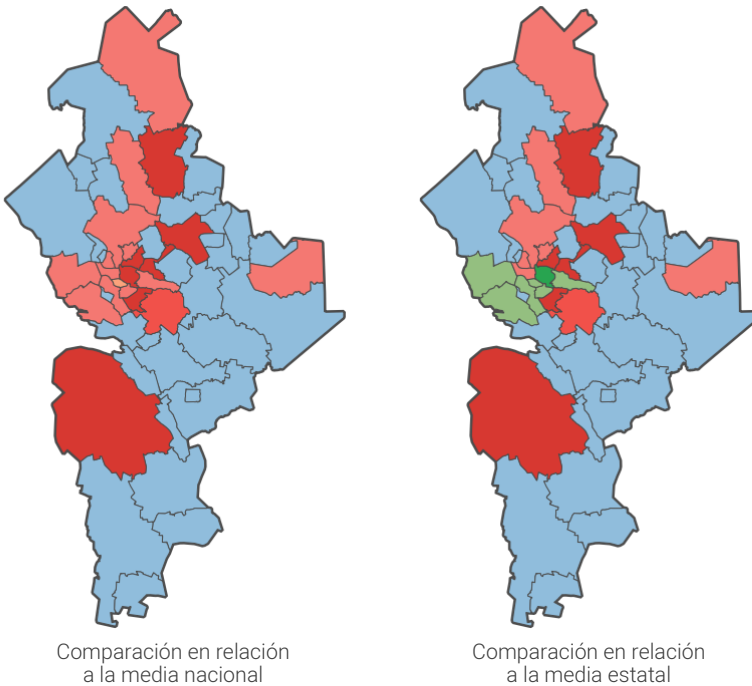 Comparación en relación
a la media nacional
Comparación en relación
a la media estatal